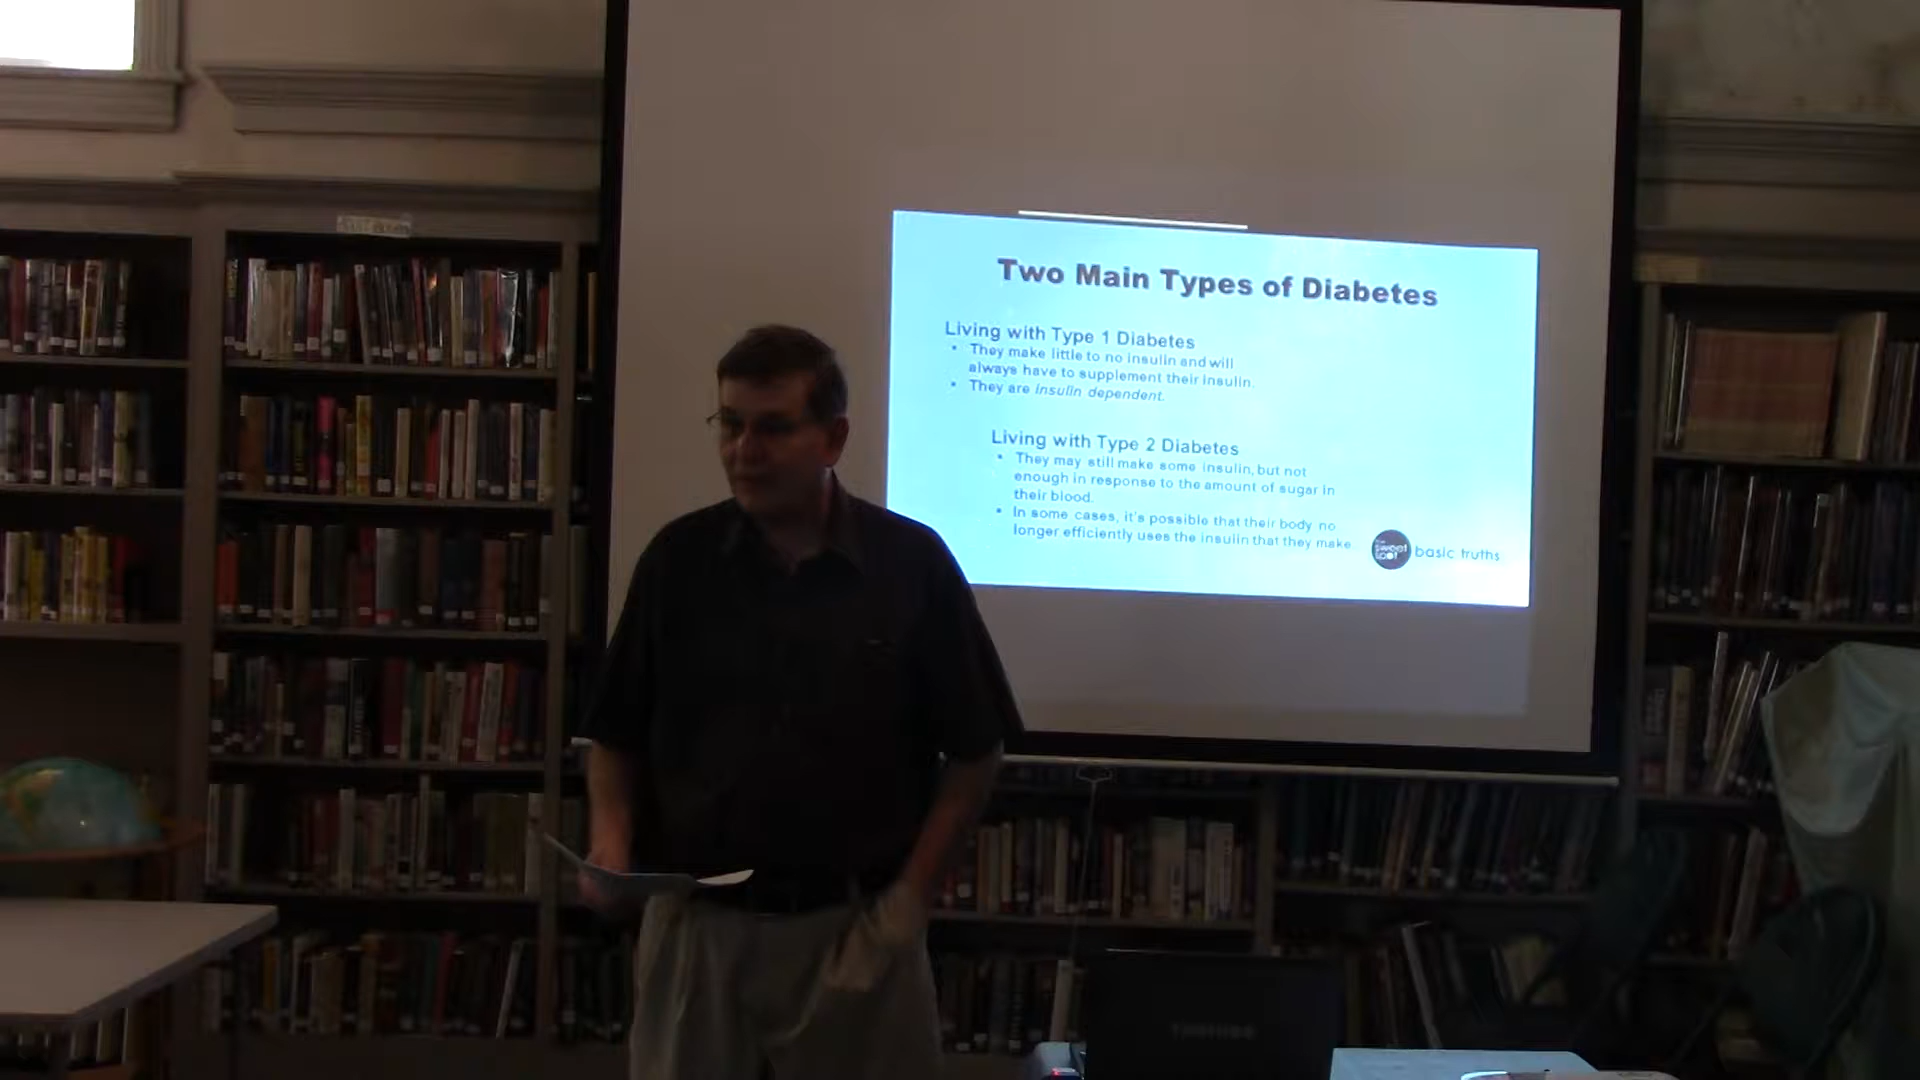 Two Main Types of Diabetes
Living with Type 1 Diabetes
• They make little to no insulin and will
always have to supplement their insulin.
• They are insulin dependent.
Living with Type 2 Diabetes
• They may still make some insulin, but not
enough in response to the amount of sugar in
their blood.
• In some cases, it's possible that their body no
longer efficiently uses the insulin that they make
sweet
spot
basic truths
TOSHIBA